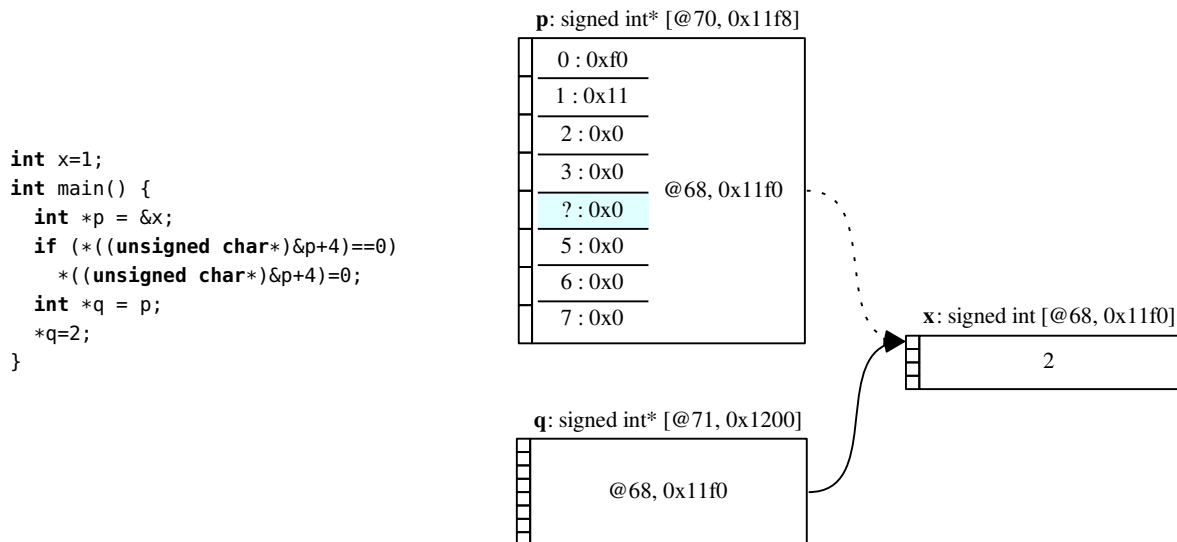 int x=1;
int main() {
  int *p = &x;
  if (*((unsigned char*)&p+4)==0)
    *((unsigned char*)&p+4)=0;
  int *q = p;
  *q=2;
}
p: signed int* [@70, 0x11f8]
0 : 0xf0
1 : 0x11
2 : 0x0
3 : 0x0
? : 0x0
5 : 0x0
6 : 0x0
7 : 0x0
@68, 0x11f0
x: signed int [@68, 0x11f0]
2
q: signed int* [@71, 0x1200]
@68, 0x11f0